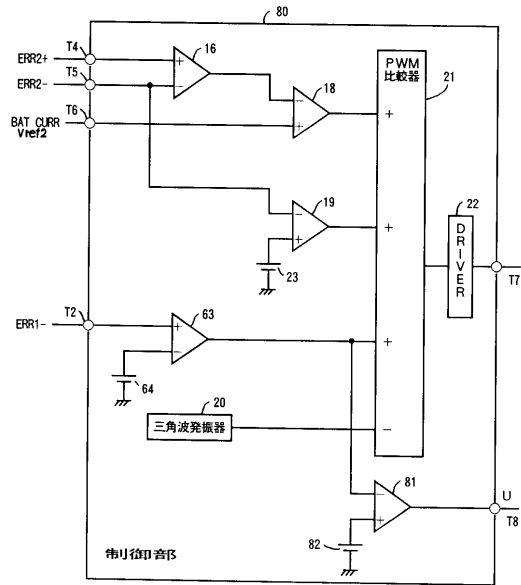 80
T4
ERR2+
T5
ERR2-
T6
BAT CURR
Vref2
16
+
-
18
-
+
PWM
比較器
21
+
19
-
+
23
+
22
DRIVER
T7
T2
ERR1-
63
+
-
64
+
20
三角波発振器
-
81
-
+
82
U
T8
制御部